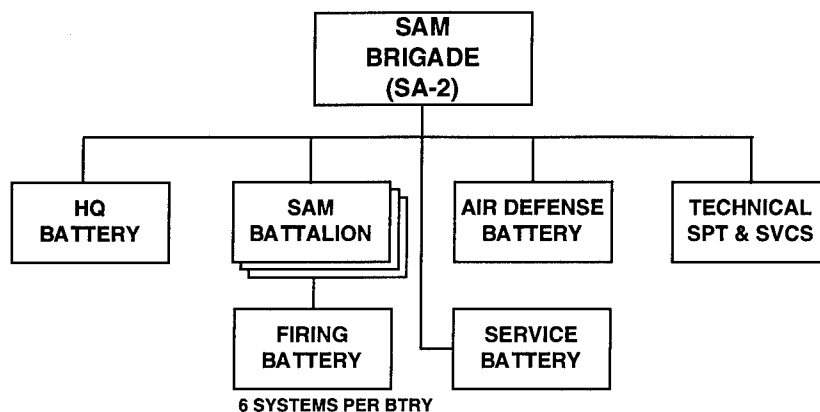 SAM
BRIGADE
(SA-2)
HQ
BATTERY
SAM
BATTALION
AIR DEFENSE
BATTERY
TECHNICAL
SPT & SVCS
FIRING
BATTERY
SERVICE
BATTERY
6 SYSTEMS PER BTRY